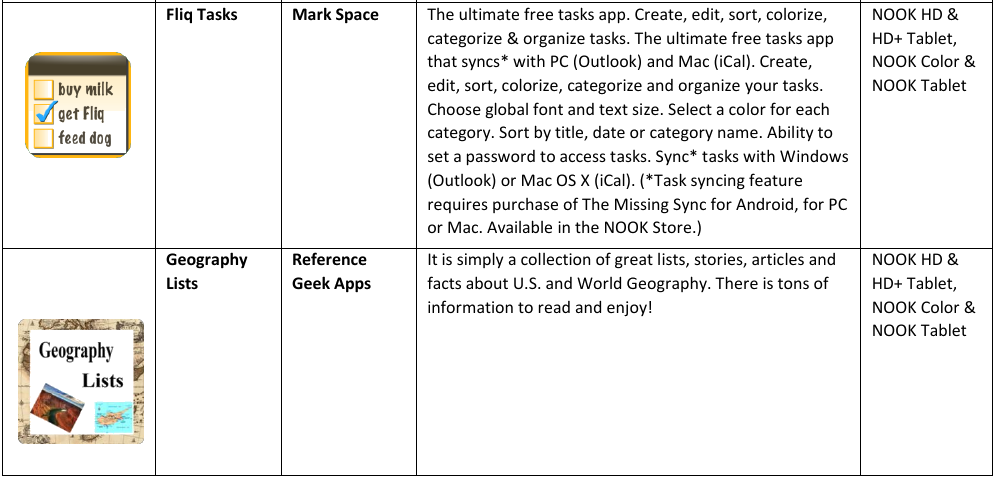 Fliq Tasks
Mark Space
The ultimate free tasks app. Create, edit, sort, colorize,
categorize & organize tasks. The ultimate free tasks app
that syncs* with PC (Outlook) and Mac (iCal). Create,
edit, sort, colorize, categorize and organize your tasks.
Choose global font and text size. Select a color for each
category. Sort by title, date or category name. Ability to
set a password to access tasks. Sync* tasks with Windows
(Outlook) or Mac OS X (iCal). (*Task syncing feature
requires purchase of The Missing Sync for Android, for PC
or Mac. Available in the NOOK Store.)
NOOK HD &
HD+ Tablet,
NOOK Color &
NOOK Tablet
buy milk
get Fliq
feed dog
Geography
Lists
Reference
Geek Apps
It is simply a collection of great lists, stories, articles and
facts about U.S. and World Geography. There is tons of
information to read and enjoy!
NOOK HD &
HD+ Tablet,
NOOK Color &
NOOK Tablet
Geography
Lists